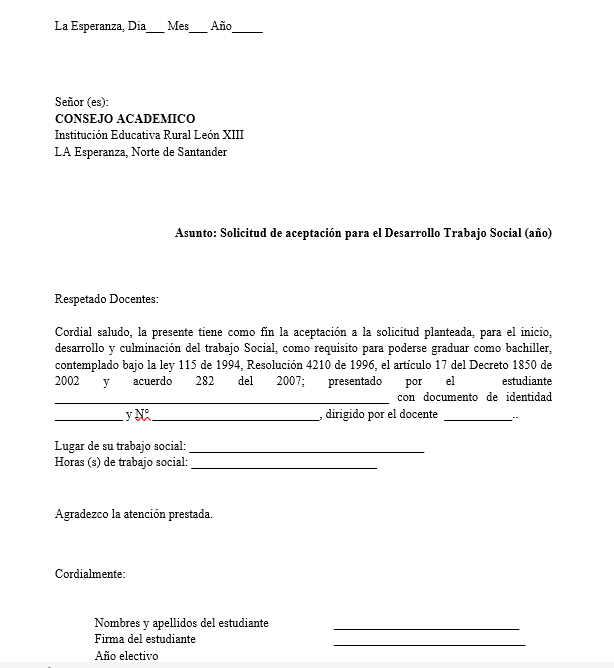 La Esperanza, Dia___ Mes___ Año_____
Señor (es):
CONSEJO ACADEMICO
Institución Educativa Rural León XIII
LA Esperanza, Norte de Santander
Asunto: Solicitud de aceptación para el Desarrollo Trabajo Social (año)
Respetado Docentes:
Cordial saludo, la presente tiene como fin la aceptación a la solicitud planteada, para el inicio,
desarrollo y culminación del trabajo Social, como requisito para poderse graduar como bachiller,
contemplado bajo la ley 115 de 1994, Resolución 4210 de 1996, el artículo 17 del Decreto 1850 de
2002 y acuerdo 282 del 2007; presentado por el estudiante
______________________________________________________ con documento de identidad
___________ y Nº ___________________________, dirigido por el docente ___________..
Lugar de su trabajo social: ______________________________________
Horas (s) de trabajo social: ______________________________
Agradezco la atención prestada.
Cordialmente:
Nombres y apellidos del estudiante ______________________________
Firma del estudiante _______________________________
Año electivo